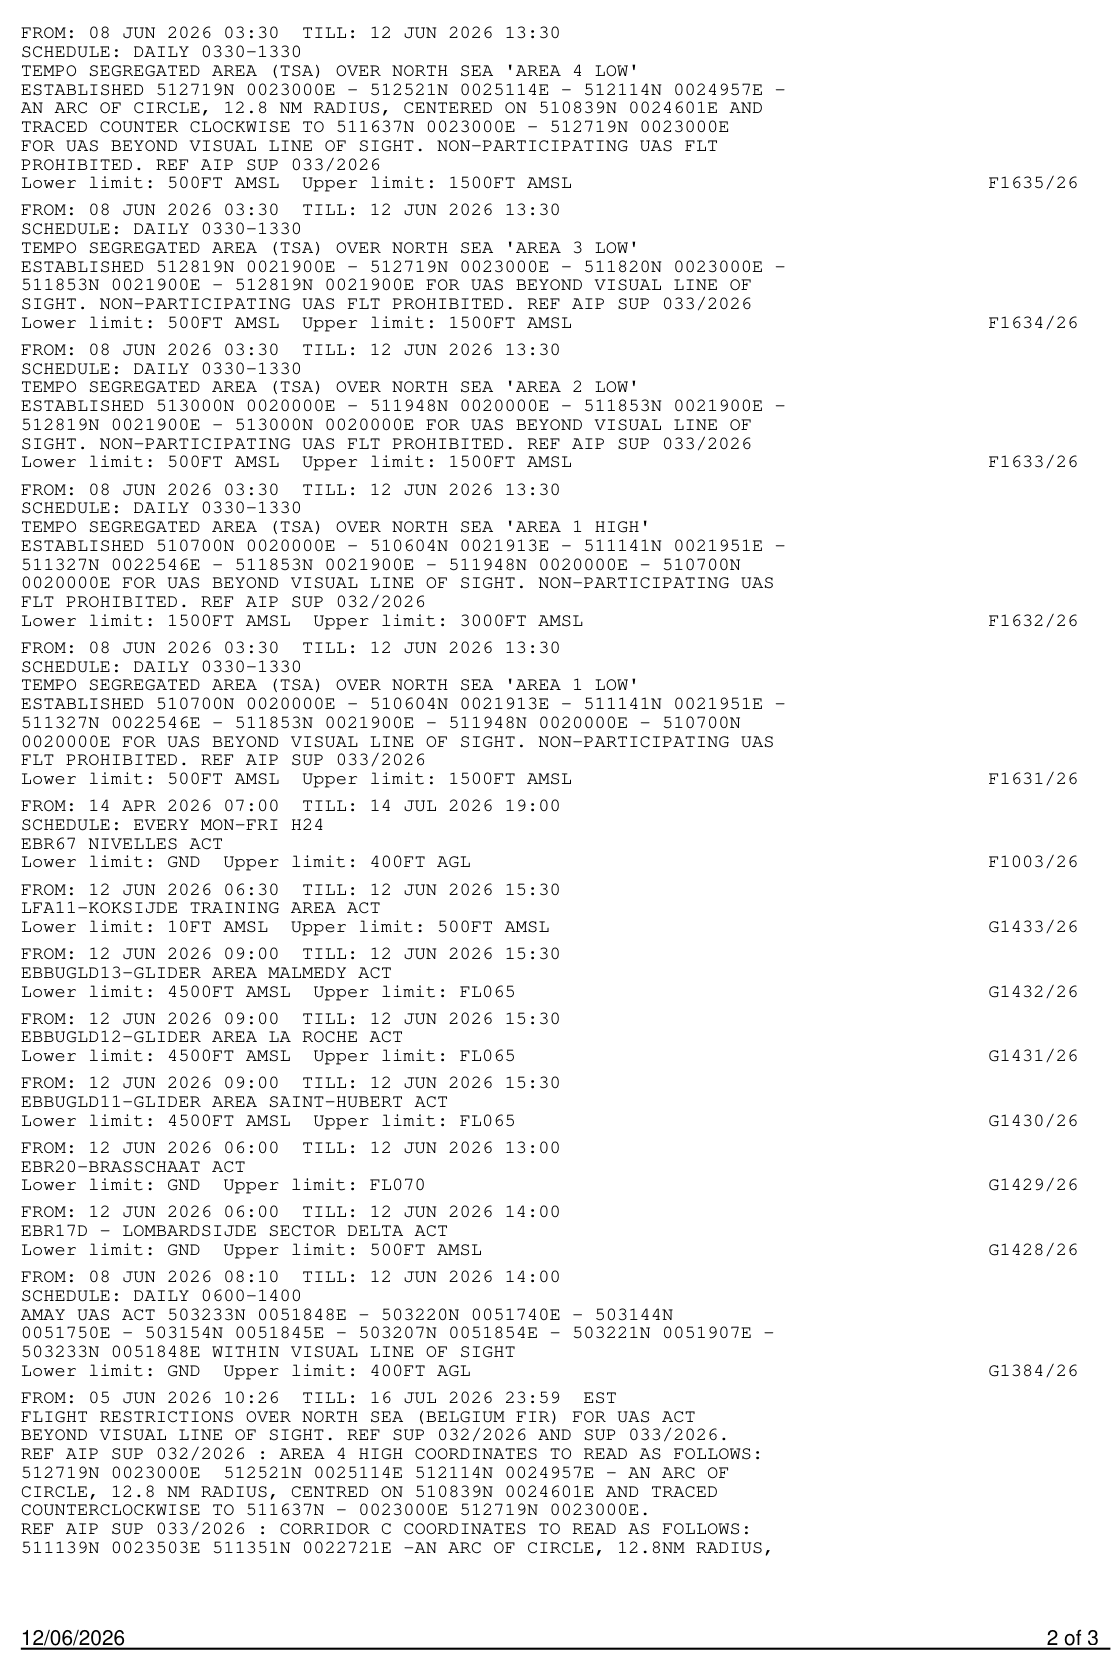 FROM: 08 JUN 2026 03:30  TILL: 12 JUN 2026 13:30
SCHEDULE: DAILY 0330-1330
TEMPO SEGREGATED AREA (TSA) OVER NORTH SEA 'AREA 4 LOW'
ESTABLISHED 512719N 0023000E - 512521N 0025114E - 512114N 0024957E -
AN ARC OF CIRCLE, 12.8 NM RADIUS, CENTERED ON 510839N 0024601E AND
TRACED COUNTER CLOCKWISE TO 511637N 0023000E - 512719N 0023000E
FOR UAS BEYOND VISUAL LINE OF SIGHT. NON-PARTICIPATING UAS FLT
PROHIBITED. REF AIP SUP 033/2026
Lower limit: 500FT AMSL  Upper limit: 1500FT AMSL F1635/26
FROM: 08 JUN 2026 03:30  TILL: 12 JUN 2026 13:30
SCHEDULE: DAILY 0330-1330
TEMPO SEGREGATED AREA (TSA) OVER NORTH SEA 'AREA 3 LOW'
ESTABLISHED 512819N 0021900E - 512719N 0023000E - 511820N 0023000E -
511853N 0021900E - 512819N 0021900E FOR UAS BEYOND VISUAL LINE OF
SIGHT. NON-PARTICIPATING UAS FLT PROHIBITED. REF AIP SUP 033/2026
Lower limit: 500FT AMSL  Upper limit: 1500FT AMSL F1634/26
FROM: 08 JUN 2026 03:30  TILL: 12 JUN 2026 13:30
SCHEDULE: DAILY 0330-1330
TEMPO SEGREGATED AREA (TSA) OVER NORTH SEA 'AREA 2 LOW'
ESTABLISHED 513000N 0020000E - 511948N 0020000E - 511853N 0021900E -
512819N 0021900E - 513000N 0020000E FOR UAS BEYOND VISUAL LINE OF
SIGHT. NON-PARTICIPATING UAS FLT PROHIBITED. REF AIP SUP 033/2026
Lower limit: 500FT AMSL  Upper limit: 1500FT AMSL F1633/26
FROM: 08 JUN 2026 03:30  TILL: 12 JUN 2026 13:30
SCHEDULE: DAILY 0330-1330
TEMPO SEGREGATED AREA (TSA) OVER NORTH SEA 'AREA 1 HIGH'
ESTABLISHED 510700N 0020000E - 510604N 0021913E - 511141N 0021951E -
511327N 0022546E - 511853N 0021900E - 511948N 0020000E - 510700N
0020000E FOR UAS BEYOND VISUAL LINE OF SIGHT. NON-PARTICIPATING UAS
FLT PROHIBITED. REF AIP SUP 032/2026
Lower limit: 1500FT AMSL  Upper limit: 3000FT AMSL F1632/26
FROM: 08 JUN 2026 03:30  TILL: 12 JUN 2026 13:30
SCHEDULE: DAILY 0330-1330
TEMPO SEGREGATED AREA (TSA) OVER NORTH SEA 'AREA 1 LOW'
ESTABLISHED 510700N 0020000E - 510604N 0021913E - 511141N 0021951E -
511327N 0022546E - 511853N 0021900E - 511948N 0020000E - 510700N
0020000E FOR UAS BEYOND VISUAL LINE OF SIGHT. NON-PARTICIPATING UAS
FLT PROHIBITED. REF AIP SUP 033/2026
Lower limit: 500FT AMSL  Upper limit: 1500FT AMSL F1631/26
FROM: 14 APR 2026 07:00  TILL: 14 JUL 2026 19:00
SCHEDULE: EVERY MON-FRI H24
EBR67 NIVELLES ACT
Lower limit: GND  Upper limit: 400FT AGL F1003/26
FROM: 12 JUN 2026 06:30  TILL: 12 JUN 2026 15:30
LFA11-KOKSIJDE TRAINING AREA ACT
Lower limit: 10FT AMSL  Upper limit: 500FT AMSL G1433/26
FROM: 12 JUN 2026 09:00  TILL: 12 JUN 2026 15:30
EBBUGLD13-GLIDER AREA MALMEDY ACT
Lower limit: 4500FT AMSL  Upper limit: FL065 G1432/26
FROM: 12 JUN 2026 09:00  TILL: 12 JUN 2026 15:30
EBBUGLD12-GLIDER AREA LA ROCHE ACT
Lower limit: 4500FT AMSL  Upper limit: FL065 G1431/26
FROM: 12 JUN 2026 09:00  TILL: 12 JUN 2026 15:30
EBBUGLD11-GLIDER AREA SAINT-HUBERT ACT
Lower limit: 4500FT AMSL  Upper limit: FL065 G1430/26
FROM: 12 JUN 2026 06:00  TILL: 12 JUN 2026 13:00
EBR20-BRASSCHAAT ACT
Lower limit: GND  Upper limit: FL070 G1429/26
FROM: 12 JUN 2026 06:00  TILL: 12 JUN 2026 14:00
EBR17D - LOMBARDSIJDE SECTOR DELTA ACT
Lower limit: GND  Upper limit: 500FT AMSL G1428/26
FROM: 08 JUN 2026 08:10  TILL: 12 JUN 2026 14:00
SCHEDULE: DAILY 0600-1400
AMAY UAS ACT 503233N 0051848E - 503220N 0051740E - 503144N
0051750E - 503154N 0051845E - 503207N 0051854E - 503221N 0051907E -
503233N 0051848E WITHIN VISUAL LINE OF SIGHT
Lower limit: GND  Upper limit: 400FT AGL G1384/26
FROM: 05 JUN 2026 10:26  TILL: 16 JUL 2026 23:59  EST
FLIGHT RESTRICTIONS OVER NORTH SEA (BELGIUM FIR) FOR UAS ACT
BEYOND VISUAL LINE OF SIGHT. REF SUP 032/2026 AND SUP 033/2026.
REF AIP SUP 032/2026 : AREA 4 HIGH COORDINATES TO READ AS FOLLOWS:
512719N 0023000E  512521N 0025114E 512114N 0024957E - AN ARC OF
CIRCLE, 12.8 NM RADIUS, CENTRED ON 510839N 0024601E AND TRACED
COUNTERCLOCKWISE TO 511637N - 0023000E 512719N 0023000E.
REF AIP SUP 033/2026 : CORRIDOR C COORDINATES TO READ AS FOLLOWS:
511139N 0023503E 511351N 0022721E -AN ARC OF CIRCLE, 12.8NM RADIUS,
12/06/2026 2 of 3